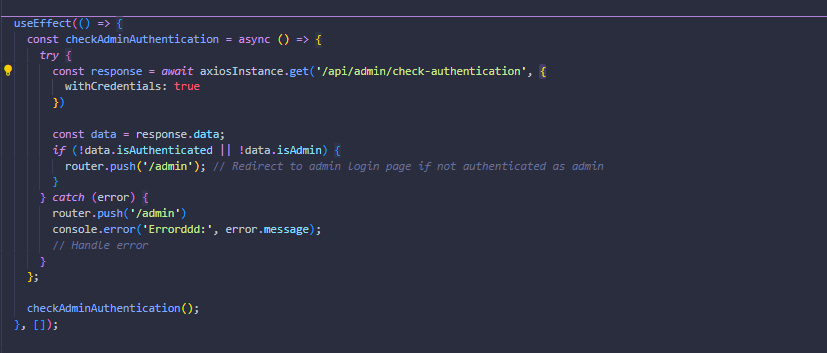 useEffect(() => {
  const checkAdminAuthentication = async () => {
    try {
      const response = await axiosInstance.get('/api/admin/check-authentication', {
        withCredentials: true
      })

      const data = response.data;
      if (!data.isAuthenticated || !data.isAdmin) {
        router.push('/admin'); // Redirect to admin login page if not authenticated as admin
      }
    } catch (error) {
      router.push('/admin')
      console.error('Errorddd:', error.message);
      // Handle error
    }
  };

  checkAdminAuthentication();
}, []);